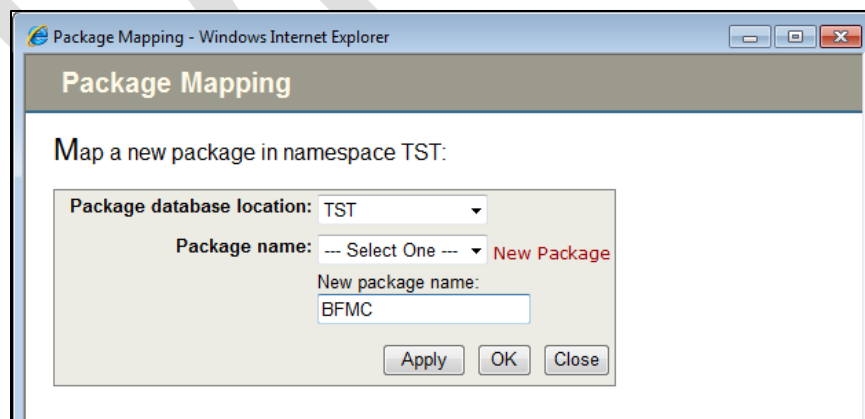 Package Mapping - Windows Internet Explorer
Package Mapping
Map a new package in namespace TST:
Package database location: TST
Package name: --- Select One --- New Package
New package name:
BFMC
Apply OK Close